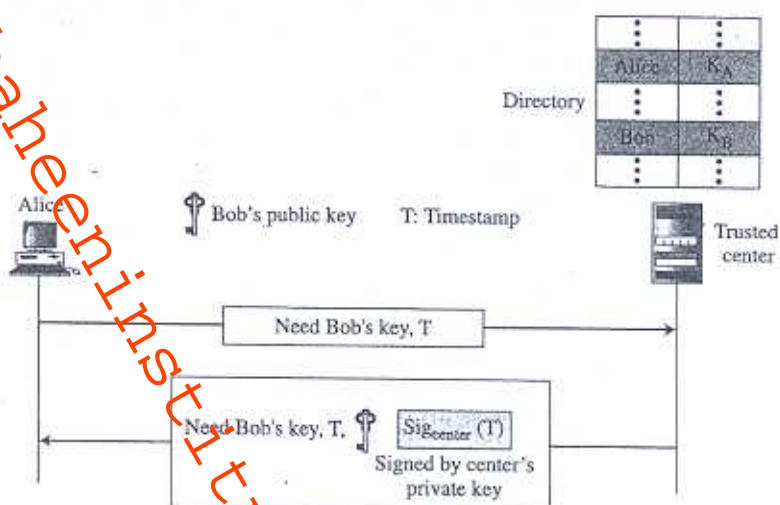 Alice K_A
Directory
Bob K_B
Alice
Bob's public key T: Timestamp
Trusted
center
Need Bob's key, T
Need Bob's key, T, Sig_center (T)
Signed by center's
private key
aheeninstit